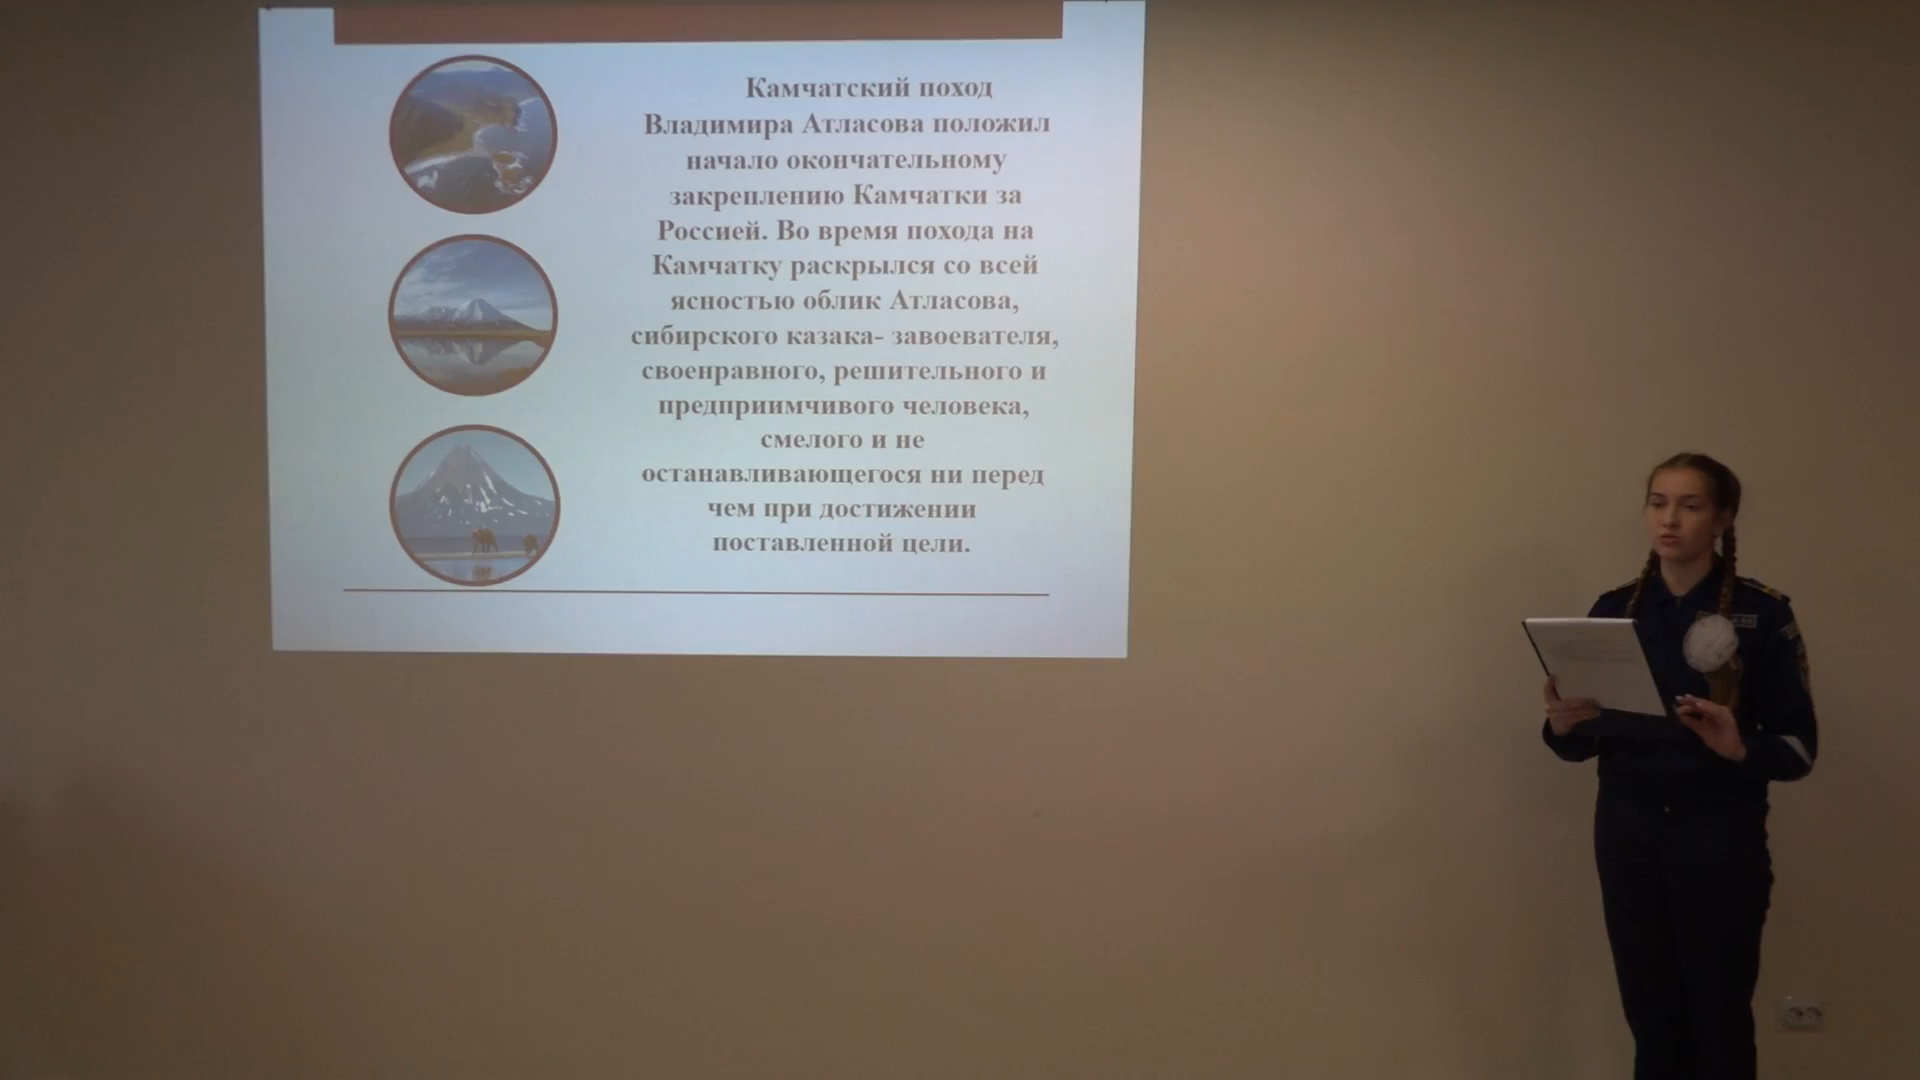 Камчатский поход
Владимира Атласова положил
начало окончательному
закреплению Камчатки за
Россией. Во время похода на
Камчатку раскрылся со всей
ясностью облик Атласова,
сибирского казака- завоевателя,
своенравного, решительного и
предприимчивого человека,
смелого и не
останавливающегося ни перед
чем при достижении
поставленной цели.